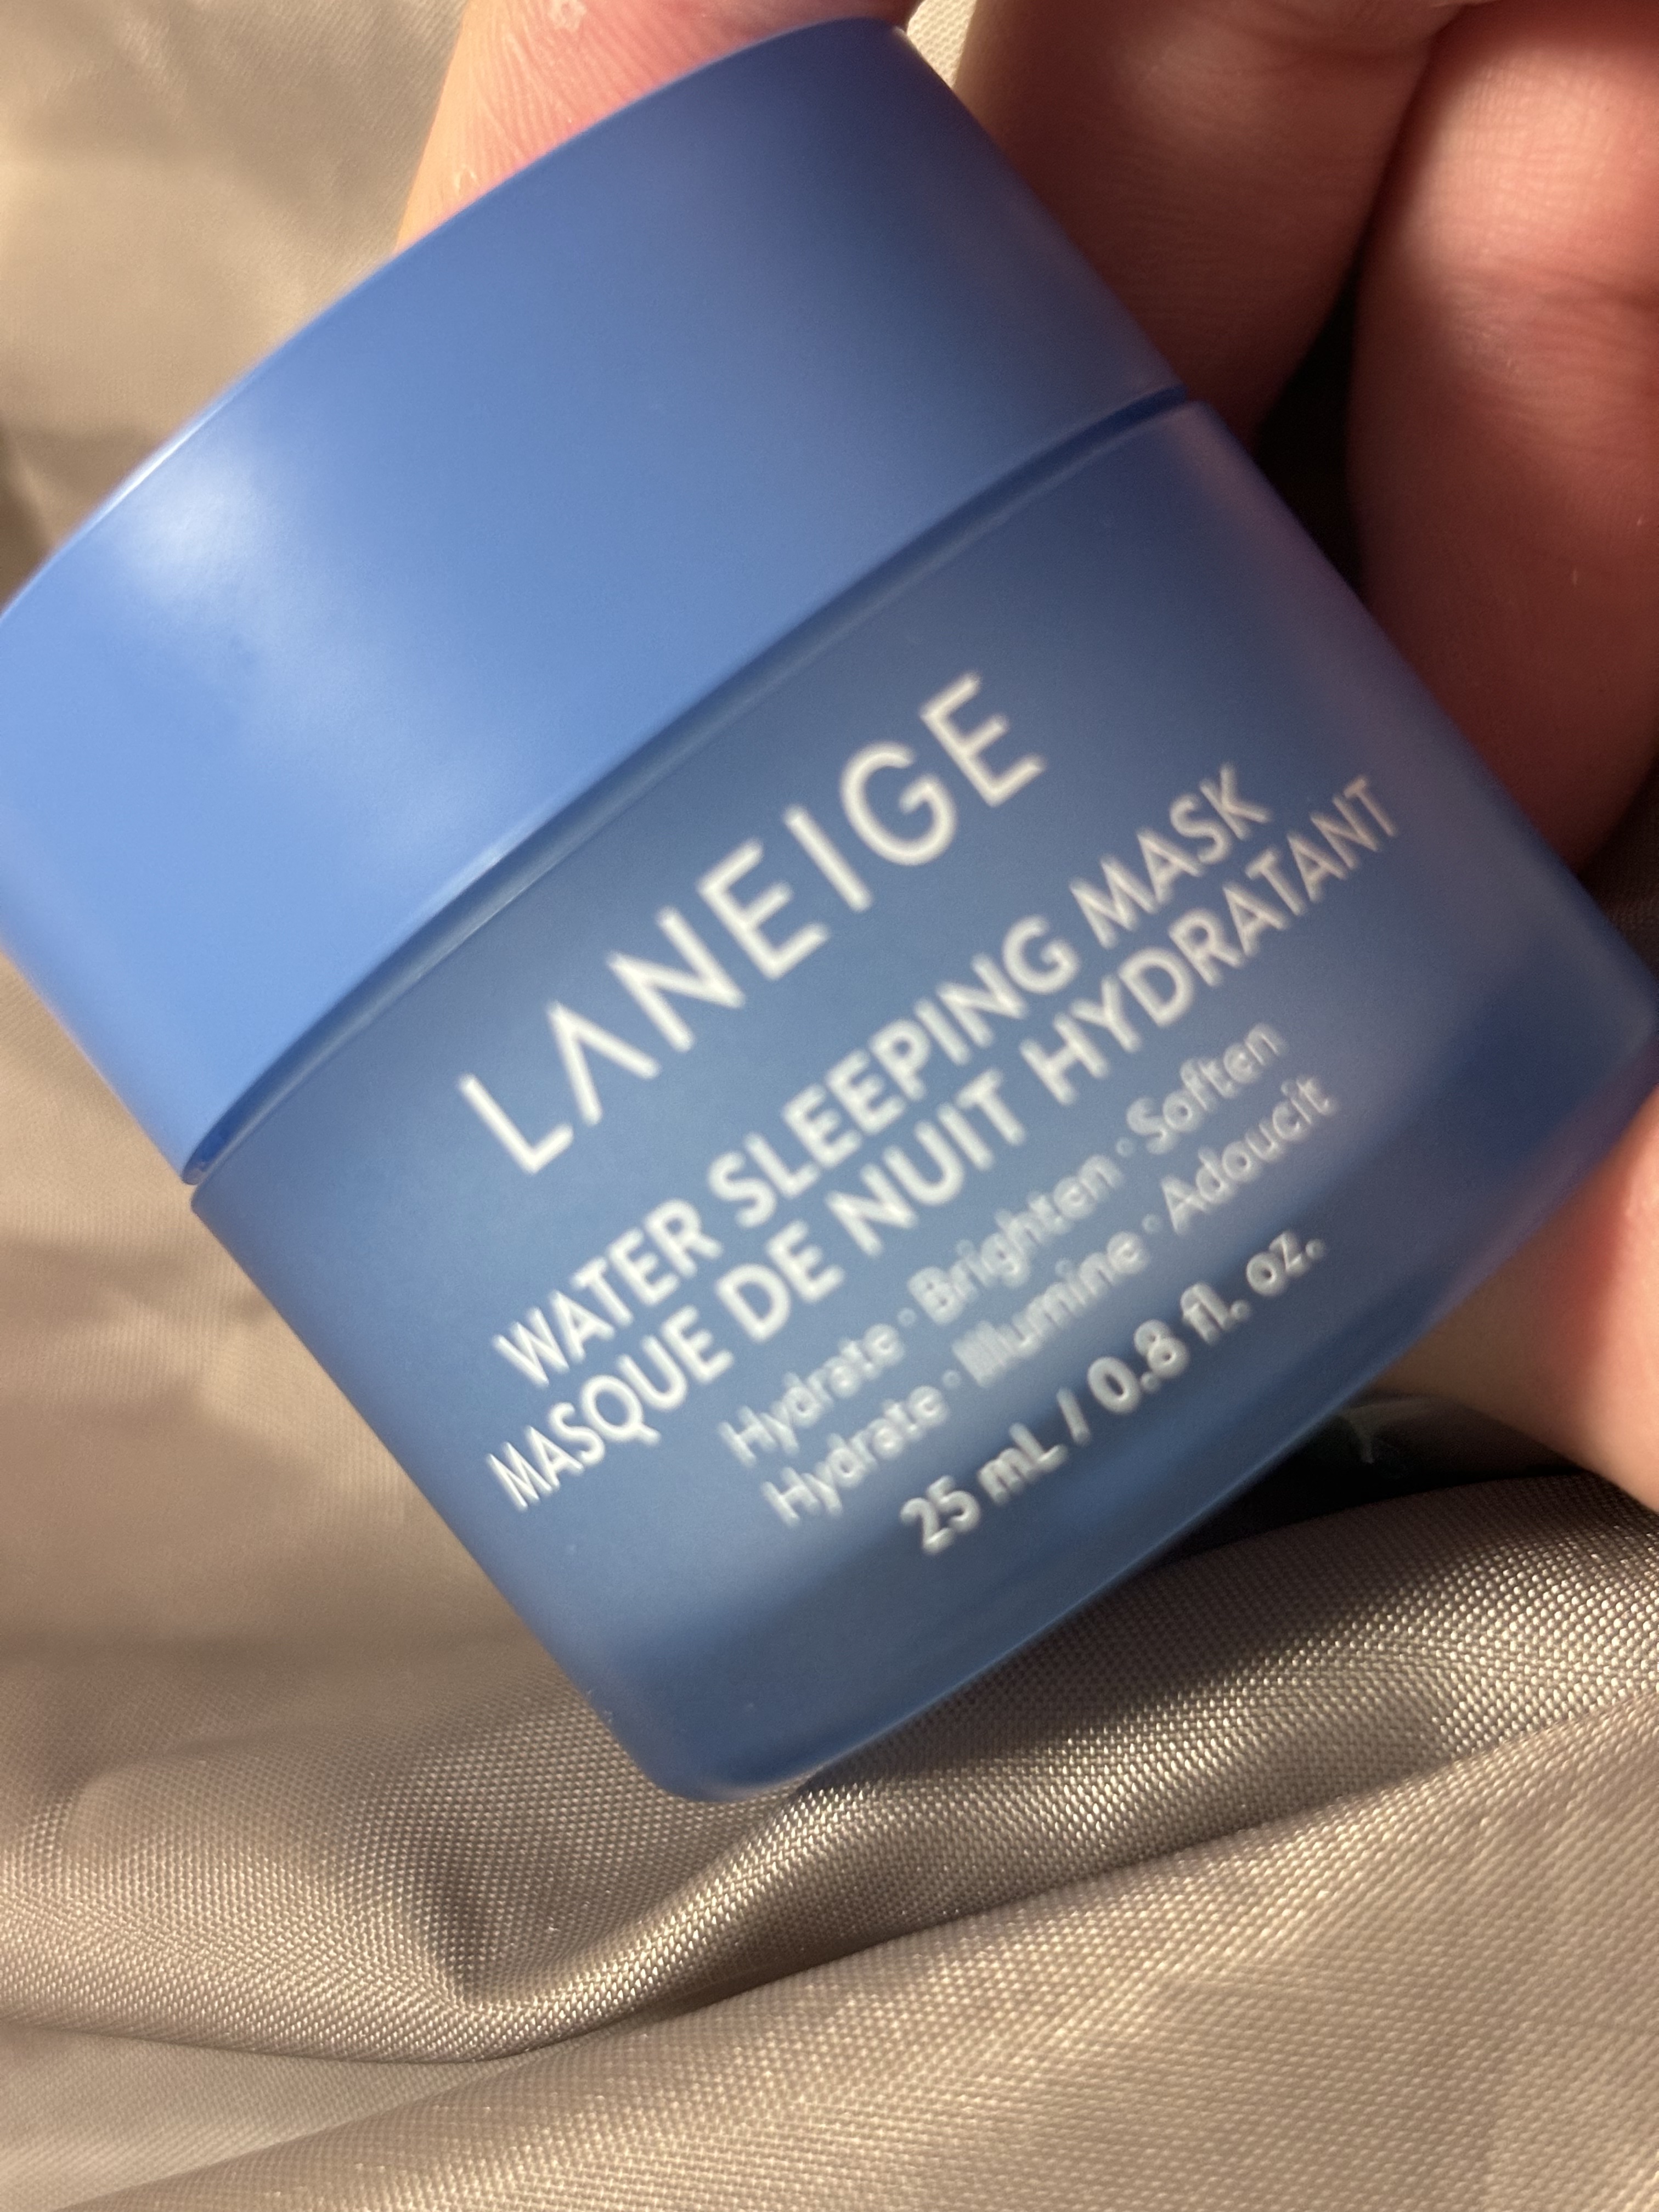 LANEIGE
WATER SLEEPING MASK
MASQUE DE NUIT HYDRATANT
Hydrate · Brighten · Soften
Hydrate · Illumine · Adoucit
25 mL / 0.8 fl. oz.